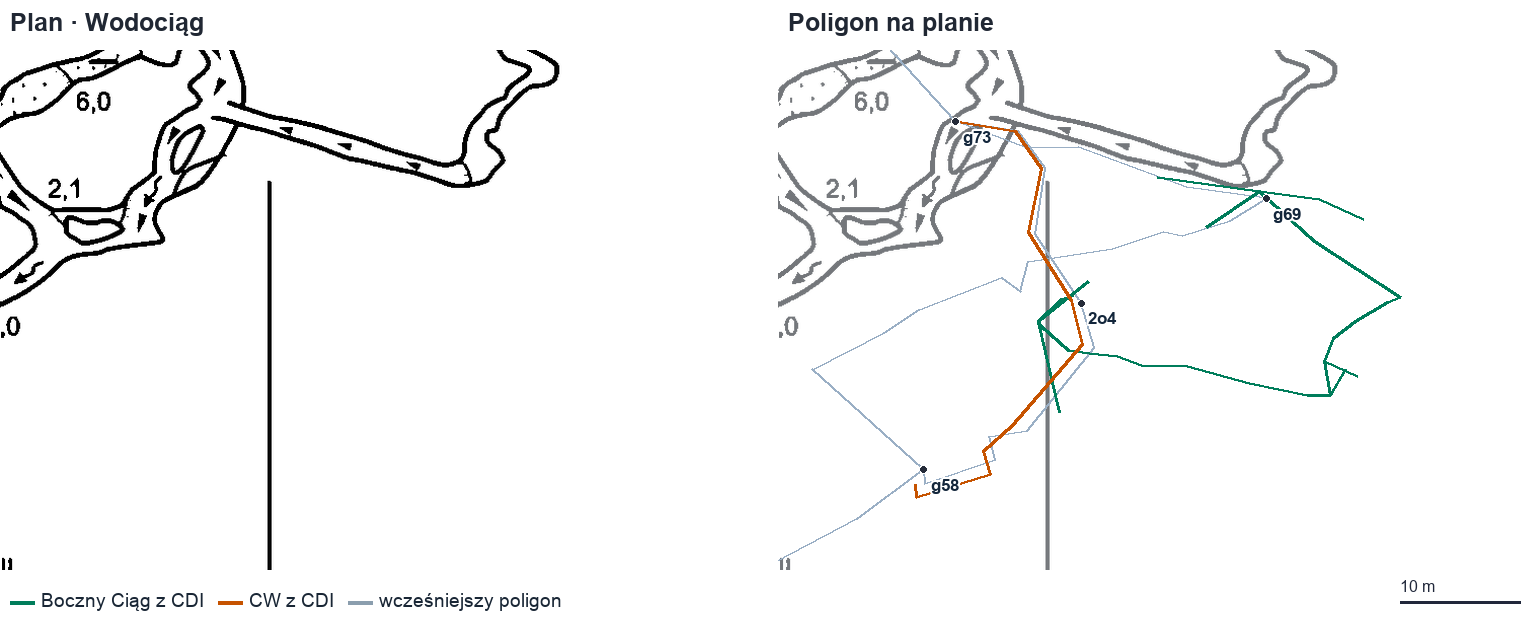 Plan · Wodociąg
6,0
2,1
,0
Poligon na planie
6,0
g73
2,1
g69
,0
2o4
g58
Boczny Ciąg z CDI
CW z CDI
wcześniejszy poligon
10 m